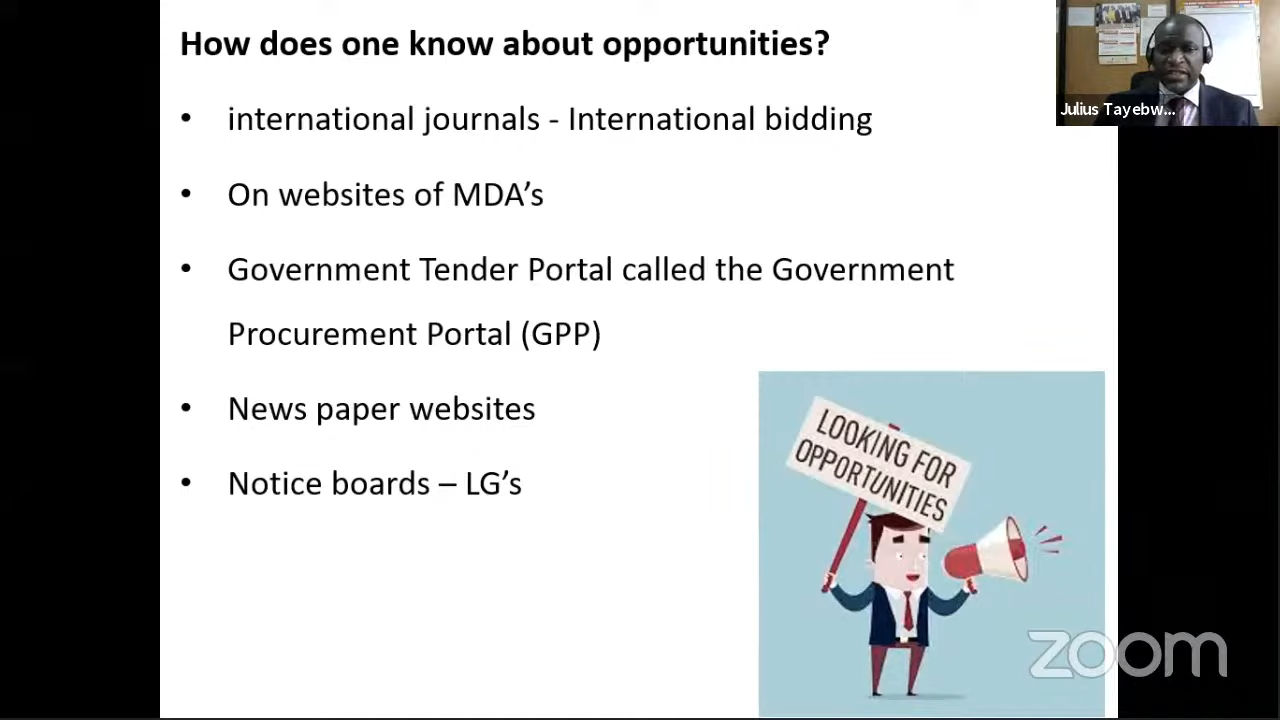 How does one know about opportunities?
• international journals - International bidding
• On websites of MDA's
• Government Tender Portal called the Government
Procurement Portal (GPP)
• News paper websites
• Notice boards – LG's
LOOKING FOR
OPPORTUNITIES
Julius Tayebw...
zoom